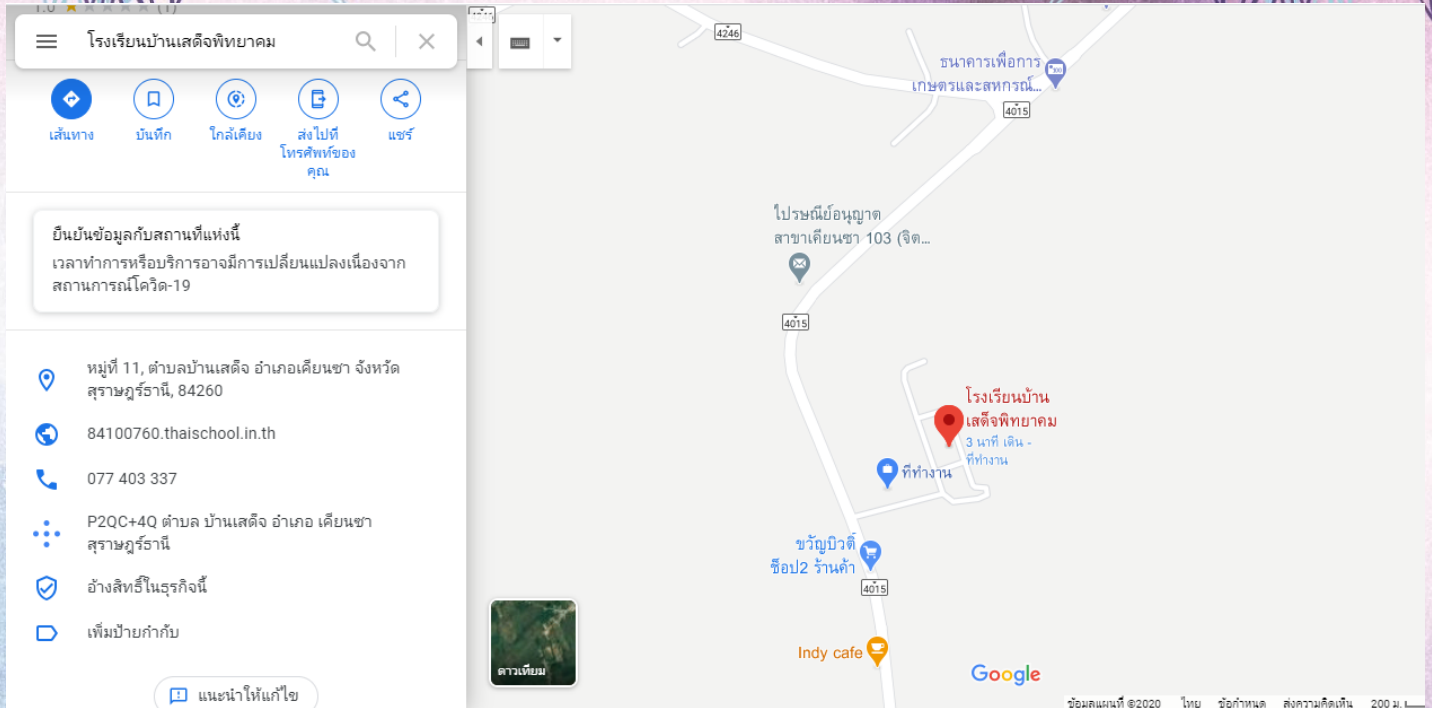 1.0 ★ (1)
โรงเรียนบ้านเสด็จพิทยาคม
เส้นทาง
บันทึก
ใกล้เคียง
ส่งไปที่
โทรศัพท์ของ
คุณ
แชร์
ยืนยันข้อมูลกับสถานที่แห่งนี้
เวลาทำการหรือบริการอาจมีการเปลี่ยนแปลงเนื่องจาก
สถานการณ์โควิด-19
หมู่ที่ 11, ตำบลบ้านเสด็จ อำเภอเคียนซา จังหวัด
สุราษฎร์ธานี, 84260
84100760.thaischool.in.th
077 403 337
P2QC+4Q ตำบล บ้านเสด็จ อำเภอ เคียนซา
สุราษฎร์ธานี
อ้างสิทธิ์ในธุรกิจนี้
เพิ่มป้ายกำกับ
แนะนำให้แก้ไข
4246
ธนาคารเพื่อการ
เกษตรและสหกรณ์...
4015
ไปรษณีย์อนุญาต
สาขาเคียนซา 103 (จิต...
4015
โรงเรียนบ้าน
เสด็จพิทยาคม
3 นาที เดิน -
ที่ทำงาน
ที่ทำงาน
ขวัญบิวตี้
ช็อป2 ร้านค้า
4015
Indy cafe
ดาวเทียม
Google
ข้อมูลแผนที่ ©2020 ไทย ข้อกำหนด ส่งความคิดเห็น 200 ม.